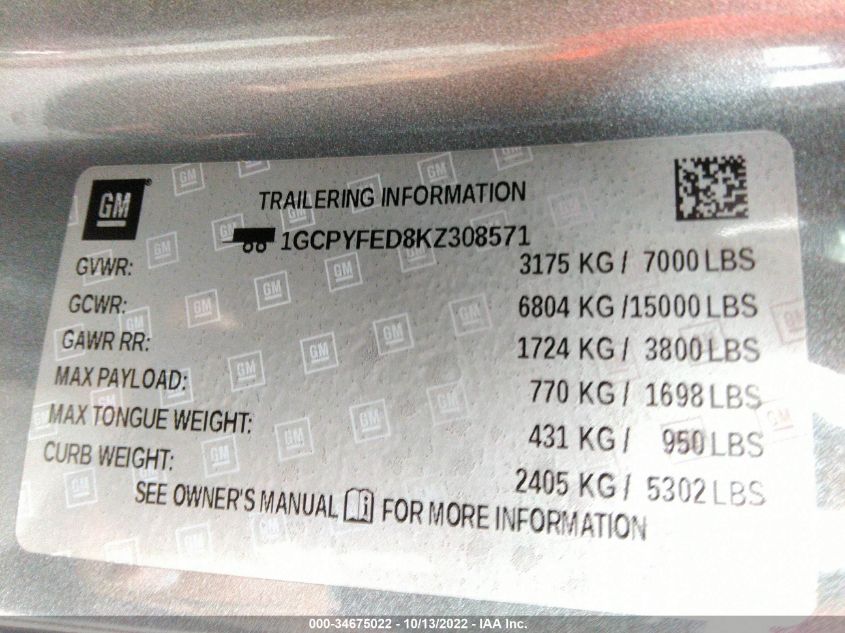 GM ®
TRAILERING INFORMATION
1GCPYFED8KZ308571
GVWR: 3175 KG / 7000 LBS
GCWR: 6804 KG /15000 LBS
GAWR RR: 1724 KG / 3800 LBS
MAX PAYLOAD: 770 KG / 1698 LBS
MAX TONGUE WEIGHT: 431 KG / 950 LBS
CURB WEIGHT: 2405 KG / 5302 LBS
SEE OWNER'S MANUAL FOR MORE INFORMATION
000-34675022 - 10/13/2022 - IAA Inc.